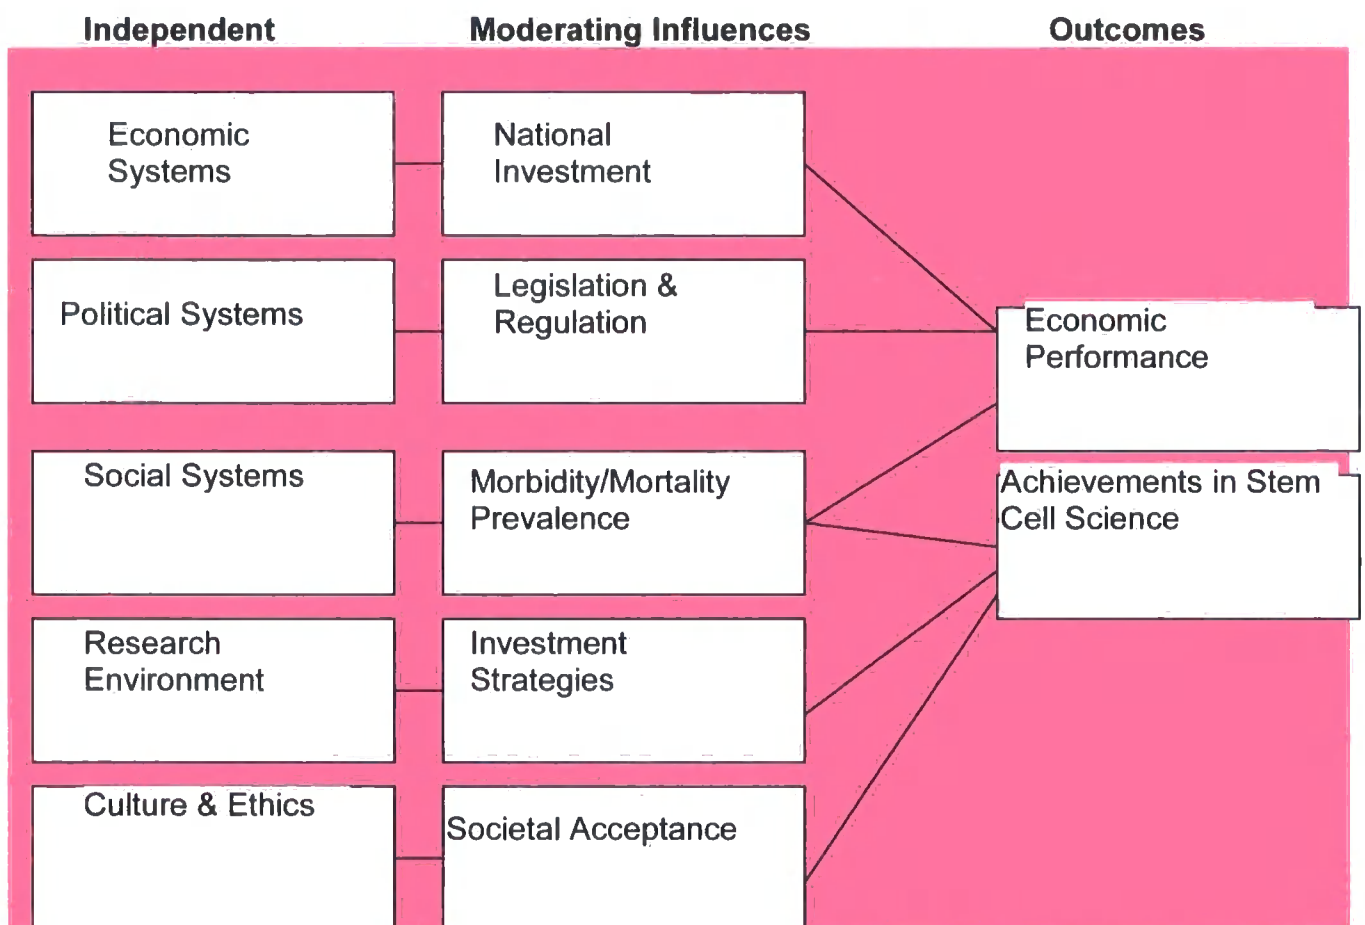 Independent
Moderating Influences
Outcomes
Economic
Systems
National
Investment
Political Systems
Legislation &
Regulation
Economic
Performance
Social Systems
Morbidity/Mortality
Prevalence
Achievements in Stem
Cell Science
Research
Environment
Investment
Strategies
Culture & Ethics
Societal Acceptance